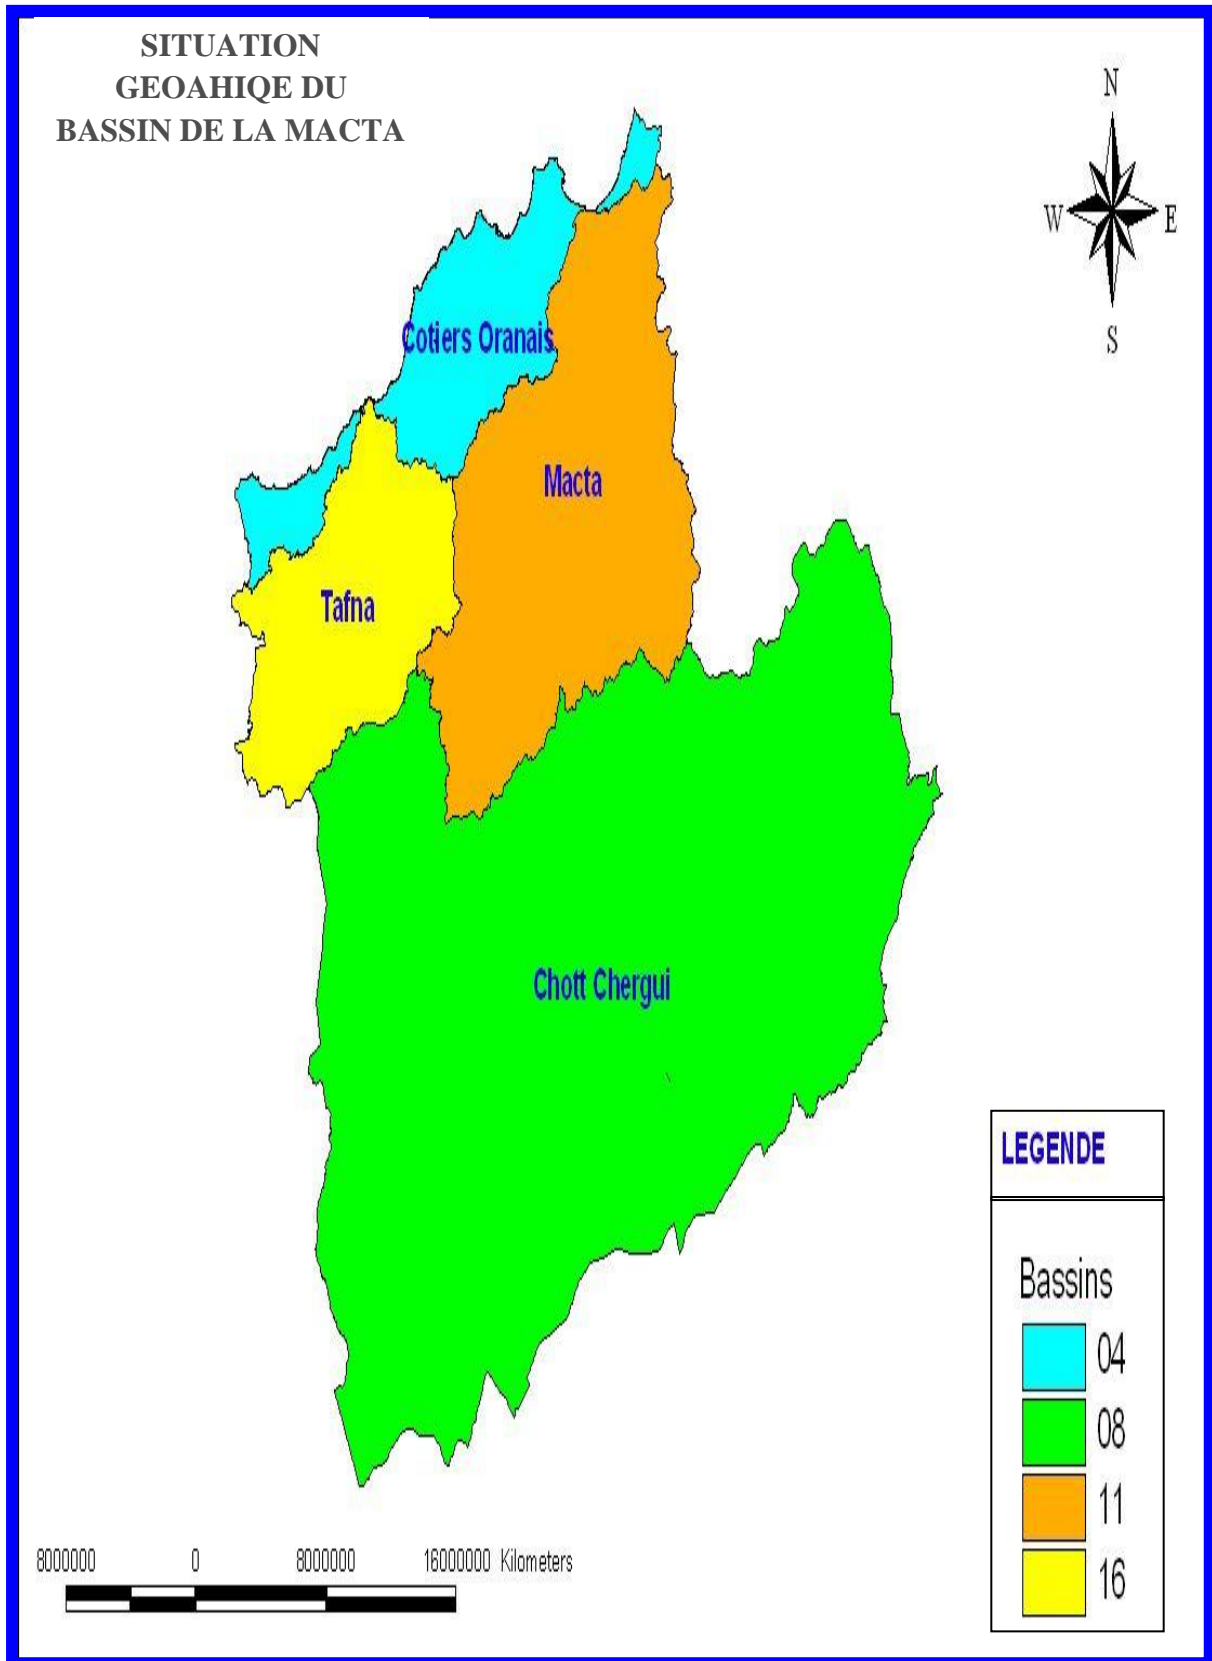 SITUATION
GEOAHIQE DU
BASSIN DE LA MACTA
N
W E
S
Cotiers Oranais
Macta
Tafna
Chott Chergui
LEGENDE
Bassins
04
08
11
16
8000000 0 8000000 16000000 Kilometers